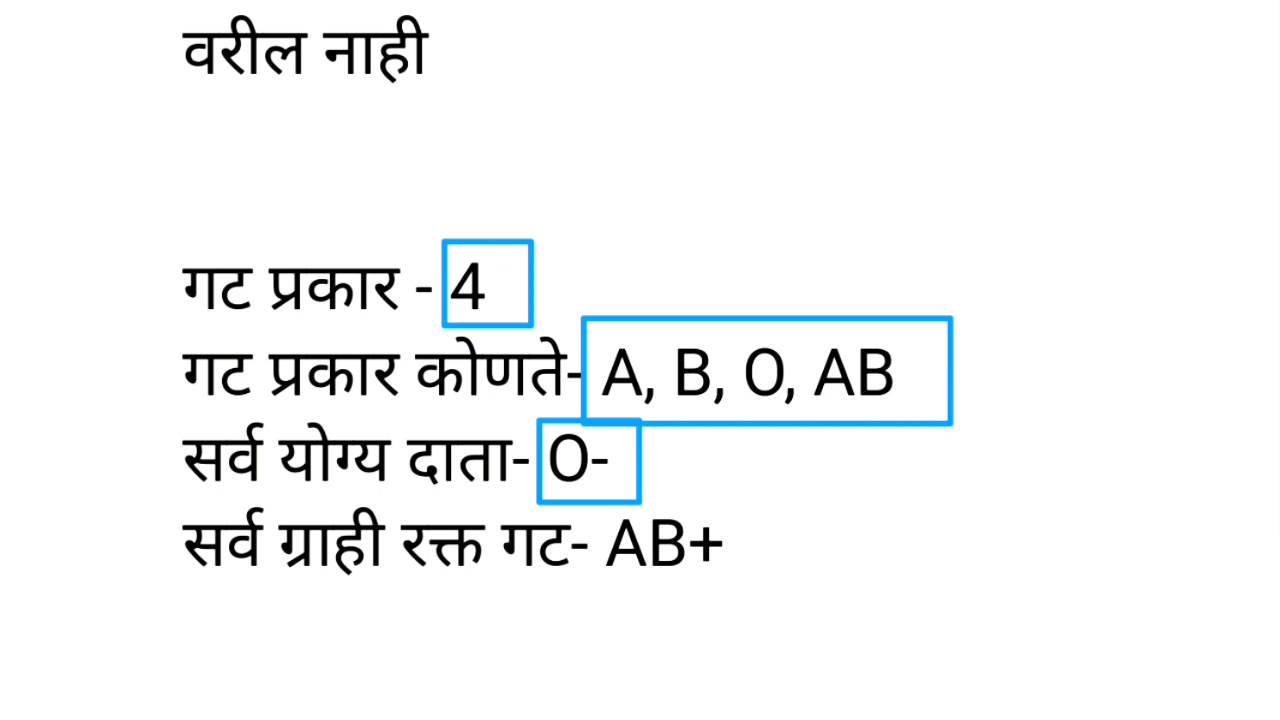 वरील नाही
गट प्रकार - 4
गट प्रकार कोणते- A, B, O, AB
सर्व योग्य दाता- O-
सर्व ग्राही रक्त गट- AB+